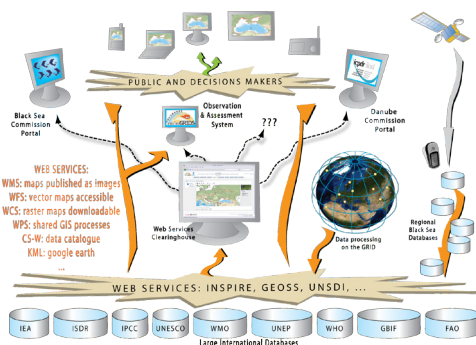 PUBLIC AND DECISIONS MAKERS
Black Sea
Commission
Portal
Observation
& Assessment
System
???
Danube
Commission
Portal
WEB SERVICES:
WMS: maps published as images
WFS: vector maps accessible
WCS: raster maps downloadable
WPS: shared GIS processes
CS-W: data catalogue
KML: google earth
...
Web Services
Clearinghouse
Data processing
on the GRID
Regional
Black Sea
Databases
WEB SERVICES: INSPIRE, GEOSS, UNSDI, ...
IEA
ISDR
IPCC
UNESCO
WMO
UNEP
WHO
GBIF
FAO
Large International Databases